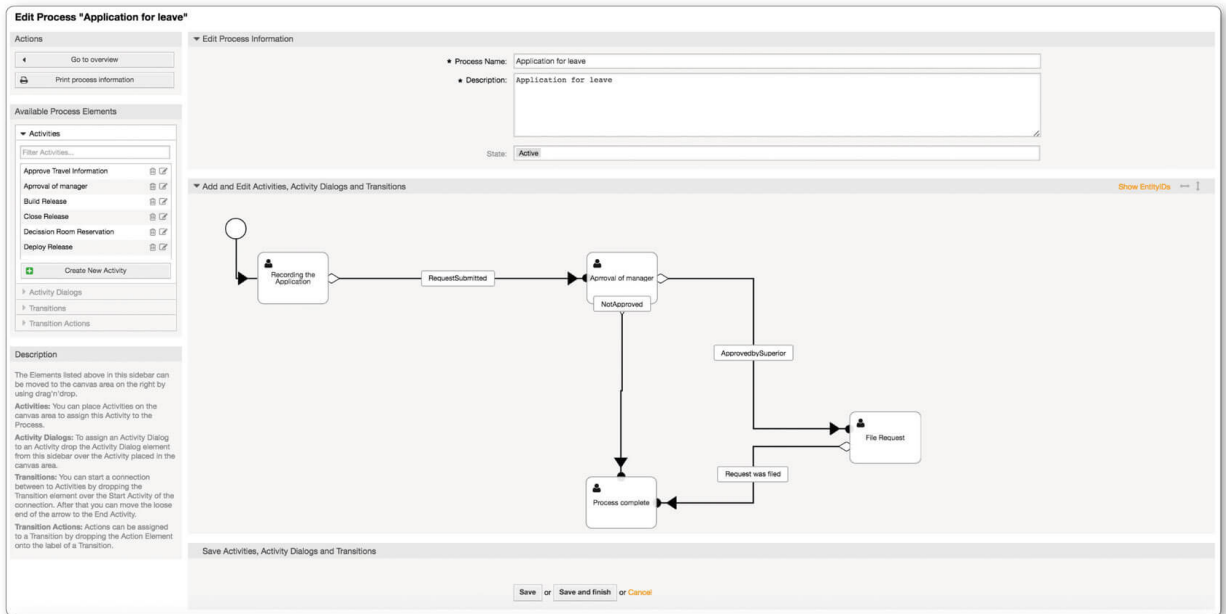 Edit Process "Application for leave"
Actions
Go to overview
Print process information
Available Process Elements
Activities
Filter Activities...
Approve Travel Information
Aprroval of manager
Build Release
Close Release
Decission Room Reservation
Deploy Release
Create New Activity
Activity Dialogs
Transitions
Transition Actions
Description
The Elements listed above in this sidebar can
be moved to the canvas area on the right by
using drag'n'drop.
Activities: You can place Activities on the
canvas area to assign this Activity to the
Process.
Activity Dialogs: To assign an Activity Dialog
to an Activity drop the Activity Dialog element
from this sidebar over the Activity placed in the
canvas area.
Transitions: You can start a connection
between to Activities by dropping the
Transition element over the Start Activity of the
connection. After that you can move the loose
end of the arrow to the End Activity.
Transition Actions: Actions can be assigned
to a Transition by dropping the Action Element
onto the label of a Transition.
Edit Process Information
★ Process Name: Application for leave
★ Description: Application for leave
State: Active
Add and Edit Activities, Activity Dialogs and Transitions Show EntityIDs
Recording the
Application
RequestSubmitted
Aprroval of manager
NotApproved
ApprovedbySuperior
File Request
Request was filed
Process complete
Save Activities, Activity Dialogs and Transitions
Save or Save and finish or Cancel